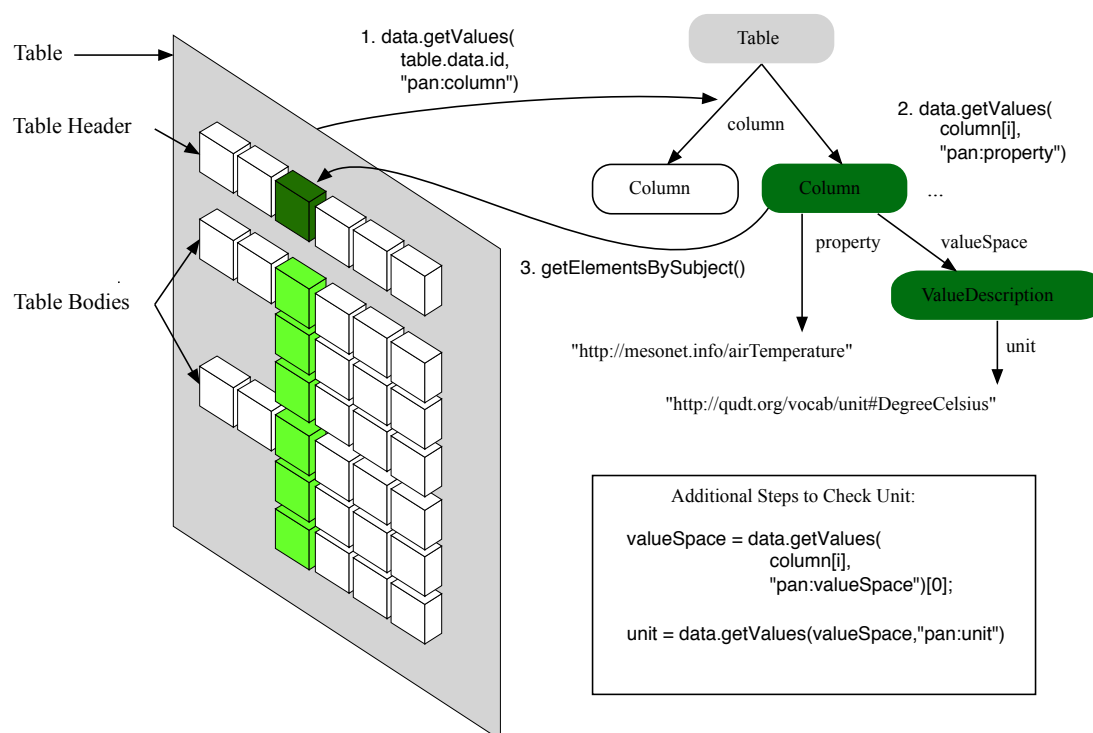 Table
Table Header
Table Bodies
1. data.getValues(
table.data.id,
"pan:column")
Table
column
2. data.getValues(
column[i],
"pan:property")
Column
Column
...
property
valueSpace
3. getElementsBySubject()
ValueDescription
unit
"http://mesonet.info/airTemperature"
"http://qudt.org/vocab/unit#DegreeCelsius"
Additional Steps to Check Unit:
valueSpace = data.getValues(
column[i],
"pan:valueSpace")[0];
unit = data.getValues(valueSpace,"pan:unit")